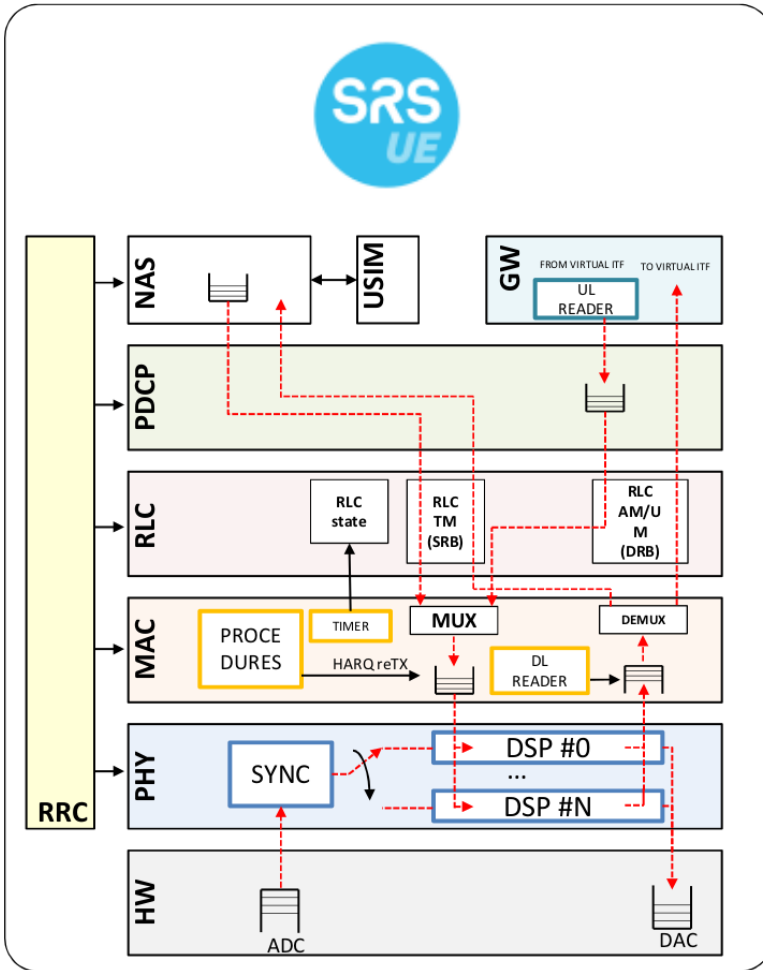 SRS
UE
NAS
USIM
GW
FROM VIRTUAL ITF
TO VIRTUAL ITF
UL
READER
PDCP
RLC
RLC
state
RLC
TM
(SRB)
RLC
AM/U
M
(DRB)
MAC
PROCE
DURES
TIMER
HARQ reTX
MUX
DL
READER
DEMUX
PHY
SYNC
DSP #0
...
DSP #N
RRC
HW
ADC
DAC